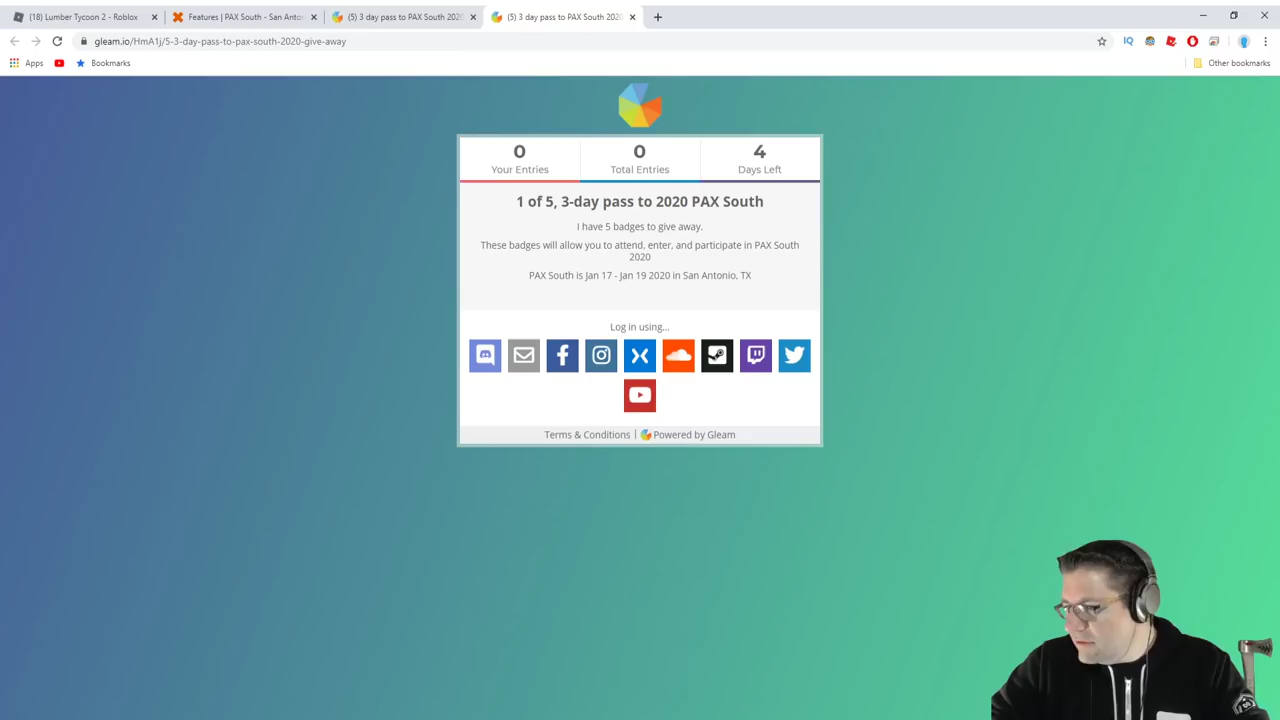 (18) Lumber Tycoon 2 - Roblox
Features | PAX South - San Anto
(5) 3 day pass to PAX South 2020
(5) 3 day pass to PAX South 2020
gleam.io/HmA1j/5-3-day-pass-to-pax-south-2020-give-away
IQ
Apps
Bookmarks
Other bookmarks
0
Your Entries
0
Total Entries
4
Days Left
1 of 5, 3-day pass to 2020 PAX South
I have 5 badges to give away.
These badges will allow you to attend, enter, and participate in PAX South
2020
PAX South is Jan 17 - Jan 19 2020 in San Antonio, TX
Log in using...
Terms & Conditions | Powered by Gleam